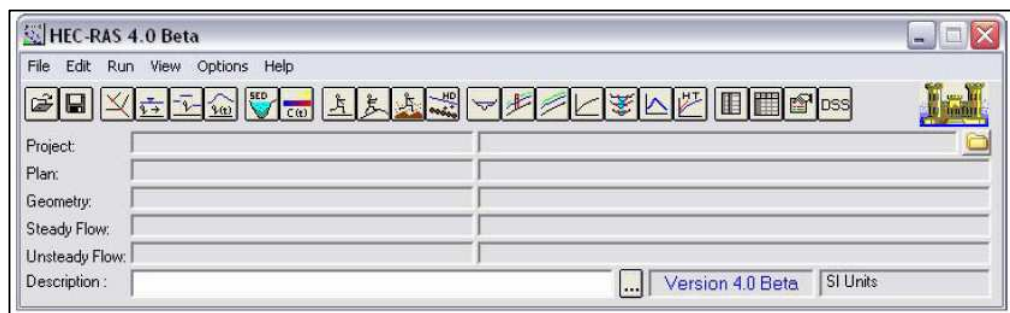 HEC-RAS 4.0 Beta
File Edit Run View Options Help
SED C(t) HD HT DSS
Project:
Plan:
Geometry:
Steady Flow:
Unsteady Flow:
Description : ... Version 4.0 Beta SI Units